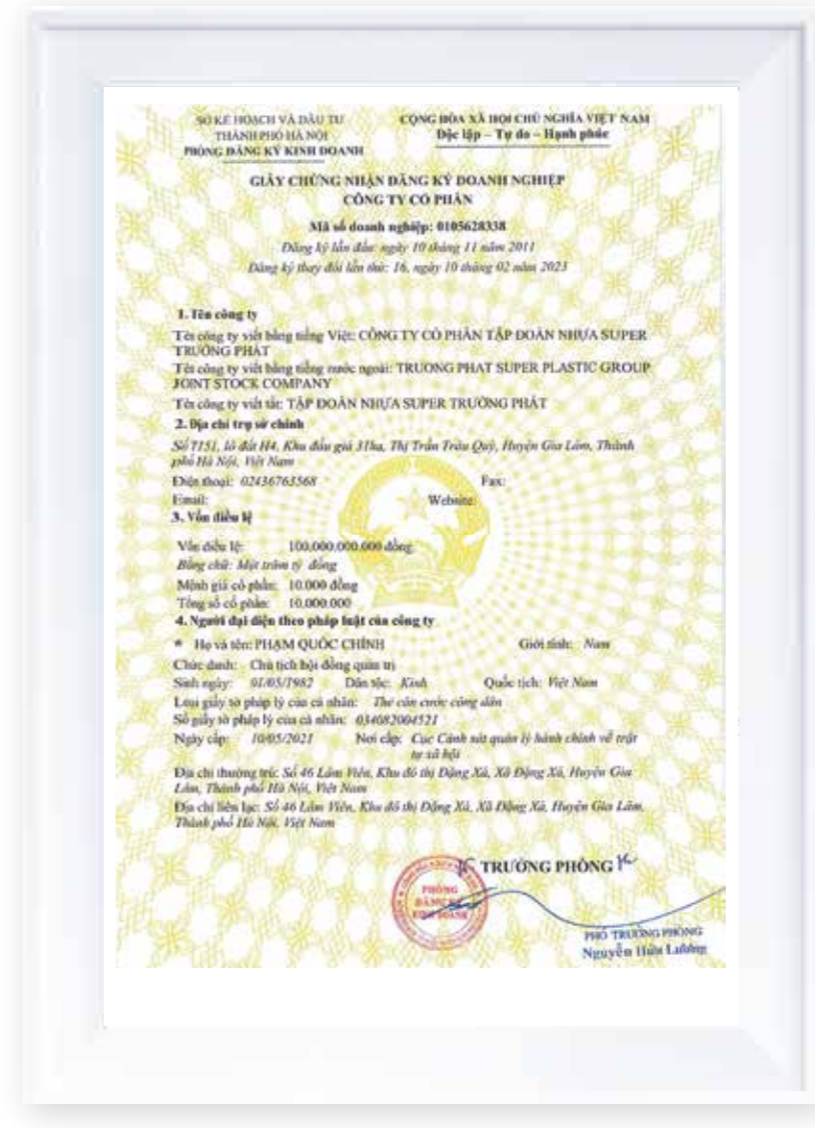 SỞ KẾ HOẠCH VÀ ĐẦU TƯ
THÀNH PHỐ HÀ NỘI
PHÒNG ĐĂNG KÝ KINH DOANH
CỘNG HÒA XÃ HỘI CHỦ NGHĨA VIỆT NAM
Độc lập – Tự do – Hạnh phúc
GIẤY CHỨNG NHẬN ĐĂNG KÝ DOANH NGHIỆP
CÔNG TY CỔ PHẦN
Mã số doanh nghiệp: 0105628338
Đăng ký lần đầu: ngày 10 tháng 11 năm 2011
Đăng ký thay đổi lần thứ: 16, ngày 10 tháng 02 năm 2023
1. Tên công ty
Tên công ty viết bằng tiếng Việt: CÔNG TY CỔ PHẦN TẬP ĐOÀN NHỰA SUPER
TRƯỜNG PHÁT
Tên công ty viết bằng tiếng nước ngoài: TRUONG PHAT SUPER PLASTIC GROUP
JOINT STOCK COMPANY
Tên công ty viết tắt: TẬP ĐOÀN NHỰA SUPER TRƯỜNG PHÁT
2. Địa chỉ trụ sở chính
Số 7151, lô đất H4, Khu đấu giá 31ha, Thị Trấn Trâu Quỳ, Huyện Gia Lâm, Thành
phố Hà Nội, Việt Nam
Điện thoại: 02436763568 Fax:
Email: Website:
3. Vốn điều lệ
Vốn điều lệ: 100.000.000.000 đồng
Bằng chữ: Một trăm tỷ đồng
Mệnh giá cổ phần: 10.000 đồng
Tổng số cổ phần: 10.000.000
4. Người đại diện theo pháp luật của công ty
* Họ và tên: PHẠM QUỐC CHÍNH Giới tính: Nam
Chức danh: Chủ tịch hội đồng quản trị
Sinh ngày: 01/05/1982 Dân tộc: Kinh Quốc tịch: Việt Nam
Loại giấy tờ pháp lý của cá nhân: Thẻ căn cước công dân
Số giấy tờ pháp lý của cá nhân: 034082004521
Ngày cấp: 10/05/2021 Nơi cấp: Cục Cảnh sát quản lý hành chính về trật
tự xã hội
Địa chỉ thường trú: Số 46 Lâm Viên, Khu đô thị Đặng Xá, Xã Đặng Xá, Huyện Gia
Lâm, Thành phố Hà Nội, Việt Nam
Địa chỉ liên lạc: Số 46 Lâm Viên, Khu đô thị Đặng Xá, Xã Đặng Xá, Huyện Gia Lâm,
Thành phố Hà Nội, Việt Nam
TRƯỞNG PHÒNG
PHÒNG
ĐĂNG KÝ
KINH DOANH
PHÓ TRƯỞNG PHÒNG
Nguyễn Hữu Lương